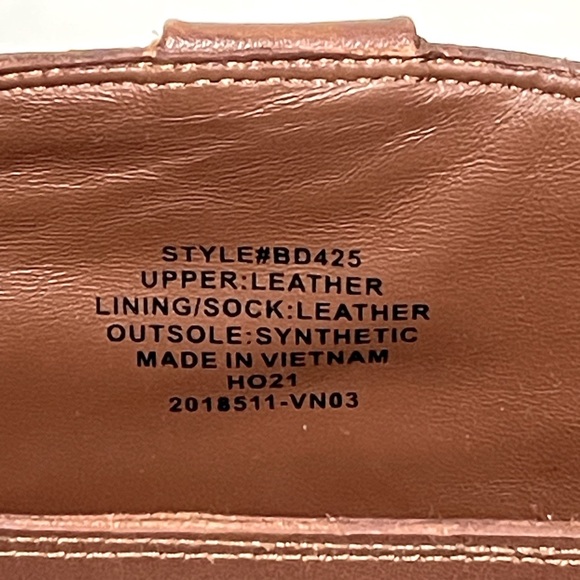 STYLE#BD425
UPPER:LEATHER
LINING/SOCK:LEATHER
OUTSOLE:SYNTHETIC
MADE IN VIETNAM
HO21
2018511-VN03